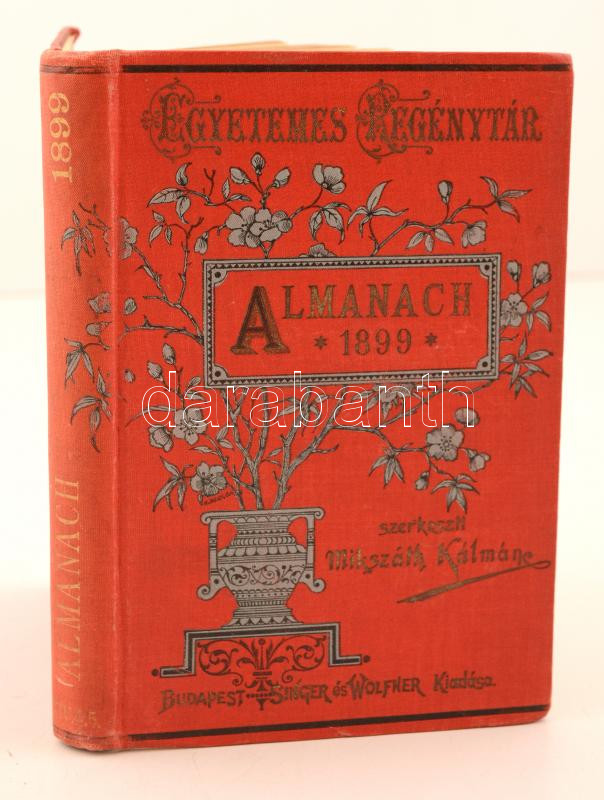 EGYETEMES REGÉNYTÁR
ALMANACH
* 1899 *
szerkeszti
Mikszáth Kálmán
BUDAPEST SINGER és WOLFNER Kiadása.
ALMANACH 1899
darabanth